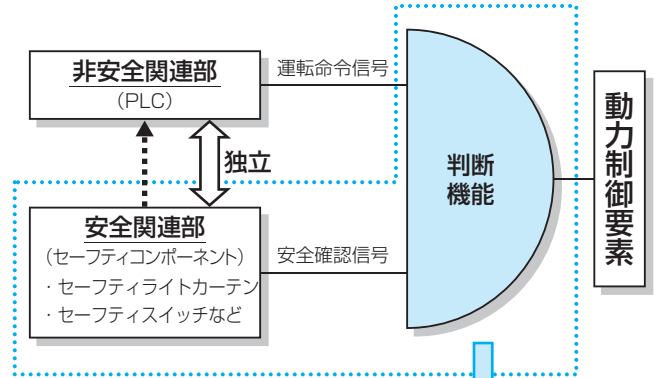 非安全関連部
（PLC）
運転命令信号
独立
安全関連部
（セーフティコンポーネント）
・セーフティライトカーテン
・セーフティスイッチなど
安全確認信号
判断
機能
動力制御要素